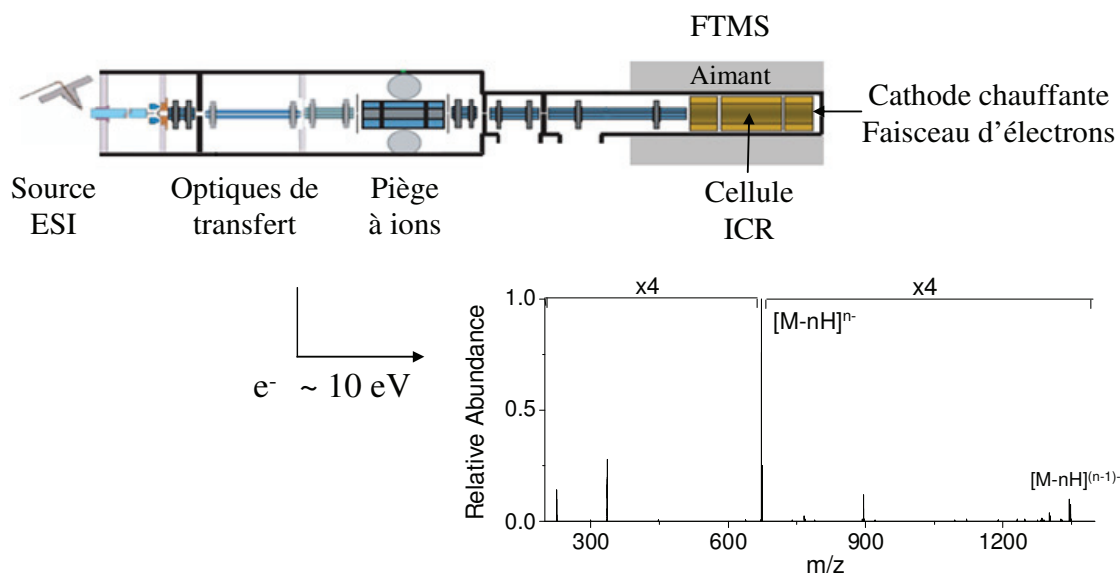 FTMS
Aimant
Cathode chauffante
Faisceau d’électrons
Source
ESI
Optiques de
transfert
Piège
à ions
Cellule
ICR
e- ~ 10 eV
x4
x4
[M-nH]n-
[M-nH](n-1)-
Relative Abundance
1.0
0.5
0.0
300
600
900
1200
m/z